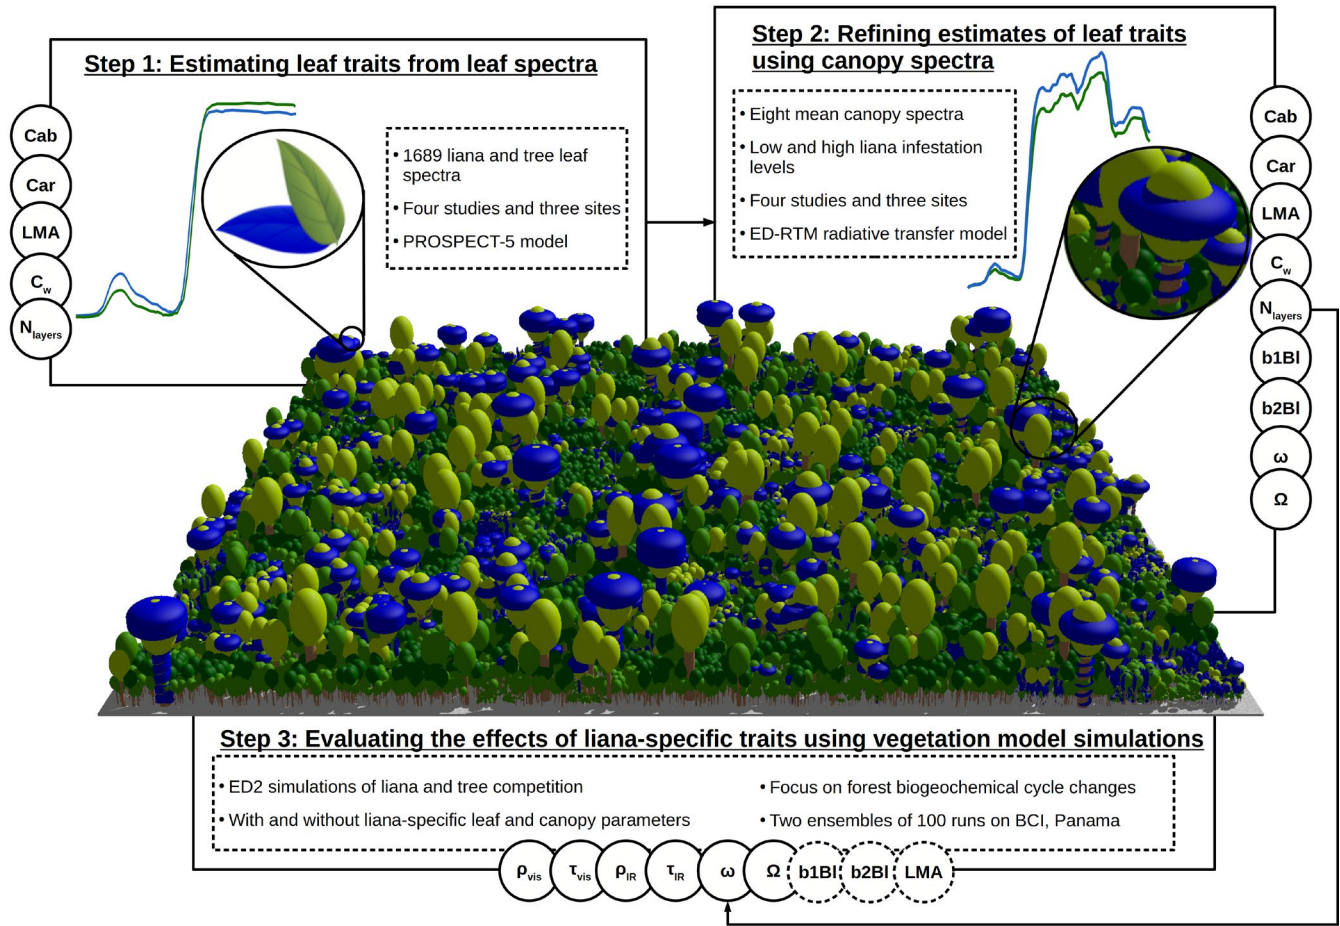 Step 1: Estimating leaf traits from leaf spectra
Cab
Car
LMA
Cw
Nlayers
• 1689 liana and tree leaf
spectra
• Four studies and three sites
• PROSPECT-5 model
Step 2: Refining estimates of leaf traits
using canopy spectra
• Eight mean canopy spectra
• Low and high liana infestation
levels
• Four studies and three sites
• ED-RTM radiative transfer model
Cab
Car
LMA
Cw
Nlayers
b1Bl
b2Bl
ω
Ω
Step 3: Evaluating the effects of liana-specific traits using vegetation model simulations
• ED2 simulations of liana and tree competition
• With and without liana-specific leaf and canopy parameters
• Focus on forest biogeochemical cycle changes
• Two ensembles of 100 runs on BCI, Panama
ρvis τvis ρIR τIR ω Ω b1Bl b2Bl LMA